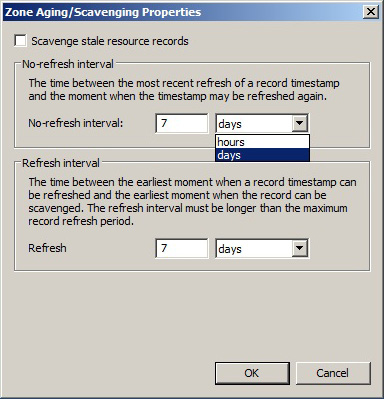 Zone Aging/Scavenging Properties
Scavenge stale resource records
No-refresh interval
The time between the most recent refresh of a record timestamp
and the moment when the timestamp may be refreshed again.
No-refresh interval: 7 days
hours
days
Refresh interval
The time between the earliest moment when a record timestamp can
be refreshed and the earliest moment when the record can be
scavenged. The refresh interval must be longer than the maximum
record refresh period.
Refresh 7 days
OK Cancel